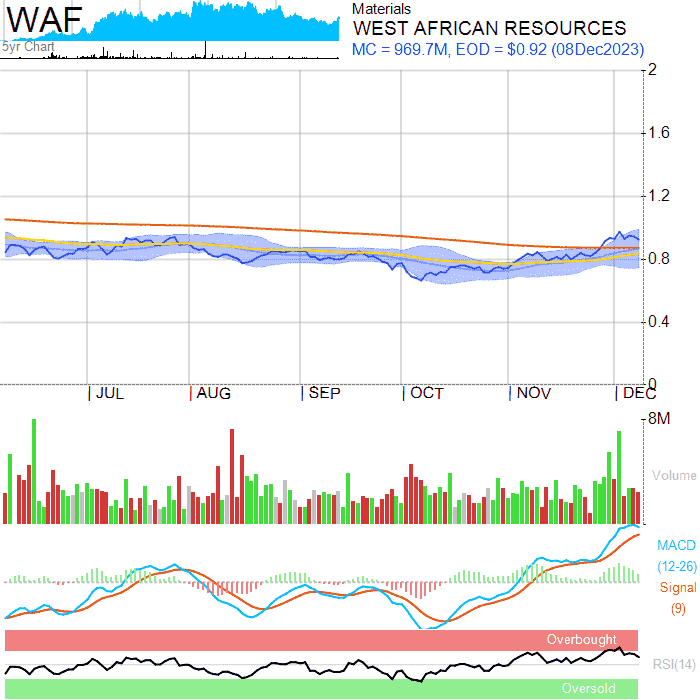 WAF
5yr Chart
Materials
WEST AFRICAN RESOURCES
MC = 969.7M, EOD = $0.92 (08Dec2023)
2
1.6
1.2
0.8
0.4
0
JUL AUG SEP OCT NOV DEC
8M
Volume
MACD
(12-26)
Signal
(9)
Overbought
RSI(14)
Oversold